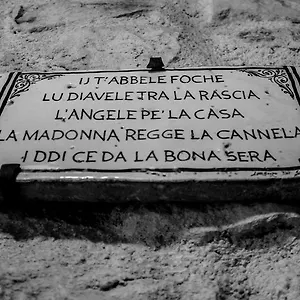 IJ T'ABBELE FOCHE
LU DIAVELE TRA LA RASCIA
L'ANGELE PE' LA CASA
LA MADONNA REGGE LA CANNELA
I DDI CE DA LA BONA SERA